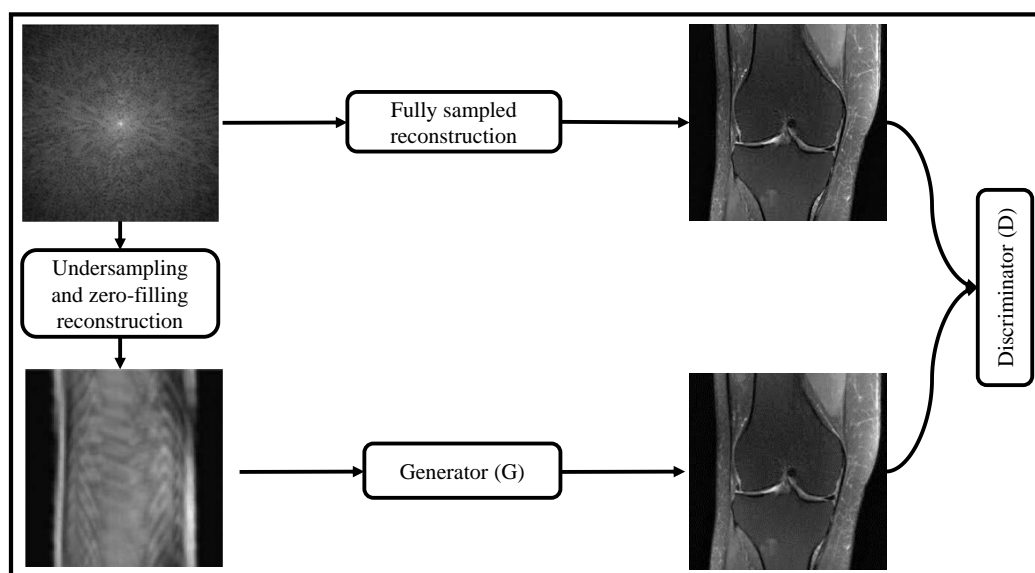 Fully sampled
reconstruction
Undersampling
and zero-filling
reconstruction
Discriminator (D)
Generator (G)